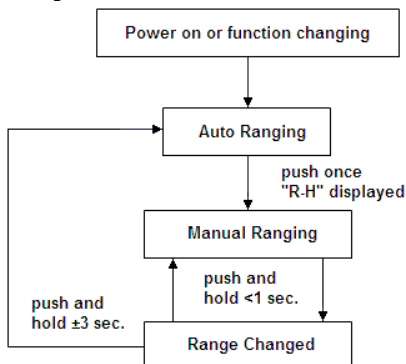 Power on or function changing
Auto Ranging
push once
"R-H" displayed
Manual Ranging
push and
hold <1 sec.
push and
hold ±3 sec.
Range Changed